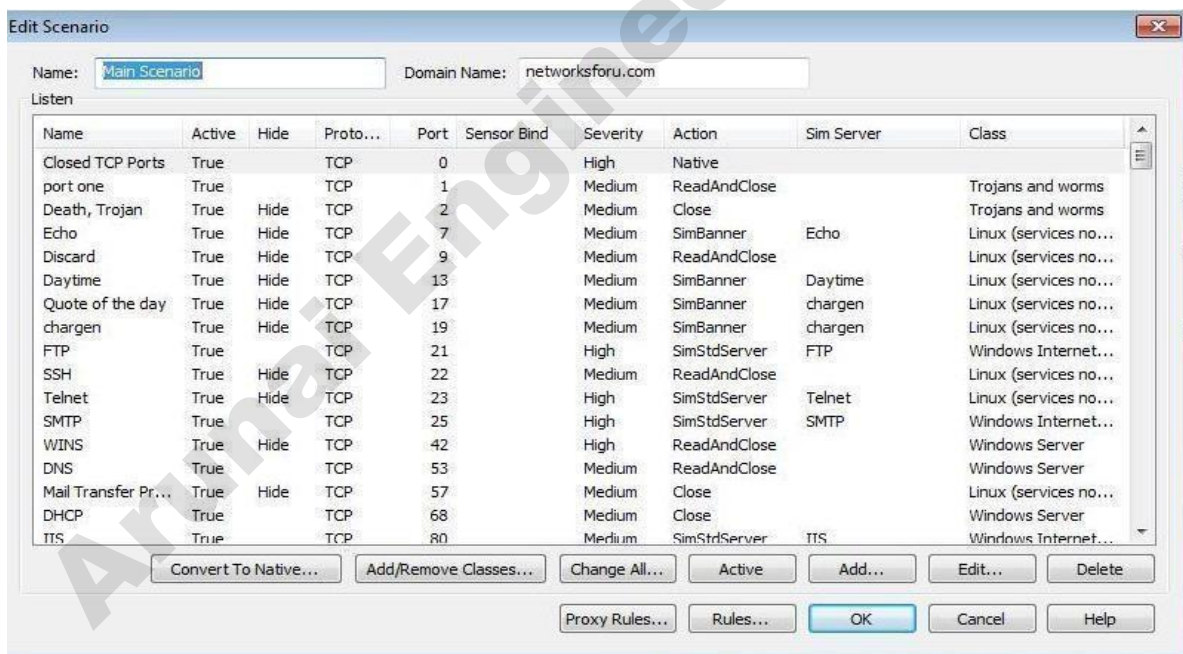 Edit Scenario
Name: Main Scenario Domain Name: networksforu.com
Listen
Name Active Hide Proto... Port Sensor Bind Severity Action Sim Server Class
Closed TCP Ports True TCP 0 High Native
port one True TCP 1 Medium ReadAndClose Trojans and worms
Death, Trojan True Hide TCP 2 Medium Close Trojans and worms
Echo True Hide TCP 7 Medium SimBanner Echo Linux (services no...
Discard True Hide TCP 9 Medium ReadAndClose Linux (services no...
Daytime True Hide TCP 13 Medium SimBanner Daytime Linux (services no...
Quote of the day True Hide TCP 17 Medium SimBanner chargen Linux (services no...
chargen True Hide TCP 19 Medium SimBanner chargen Linux (services no...
FTP True TCP 21 High SimStdServer FTP Windows Internet...
SSH True Hide TCP 22 Medium ReadAndClose Linux (services no...
Telnet True Hide TCP 23 High SimStdServer Telnet Linux (services no...
SMTP True TCP 25 High SimStdServer SMTP Windows Internet...
WINS True Hide TCP 42 High ReadAndClose Windows Server
DNS True TCP 53 Medium ReadAndClose Windows Server
Mail Transfer Pr... True Hide TCP 57 Medium Close Linux (services no...
DHCP True TCP 68 Medium Close Windows Server
IIS True TCP 80 Medium SimStdServer IIS Windows Internet...
Convert To Native... Add/Remove Classes... Change All... Active Add... Edit... Delete
Proxy Rules... Rules... OK Cancel Help
Arunai Enginee